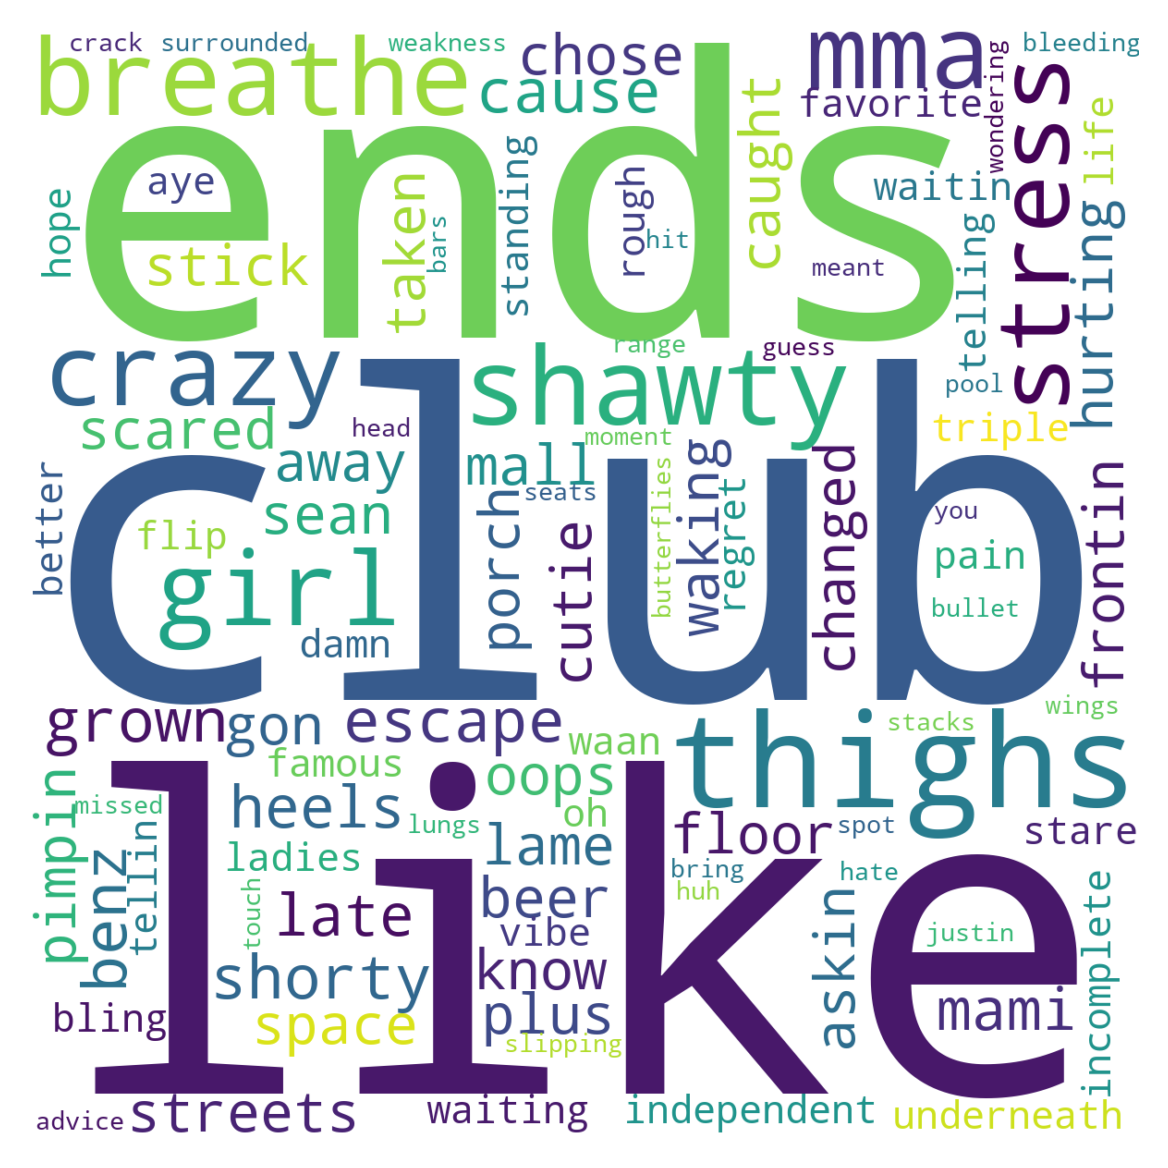 crack surrounded weakness chose mma wondering bleeding
breathe cause favorite
ends
hope aye stick taken bars standing rough hit caught meant waitin telling stress hurting life
crazy range shawty guess pool triple
scared head away mall moment seats
club
better flip sean girl damn porch cutie butterflies waking regret changed you pain bullet frontin
grown gon escape waan thighs stacks wings
famous oops oh
like
pimpin missed benz tellin heels lungs lame floor spot stare
ladies beer bring huh hate
touch late vibe askin justin incomplete
shorty know mami
bling space plus slipping
advice streets waiting independent underneath